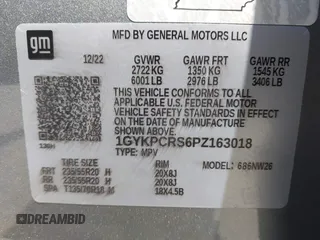 gm
MFD BY GENERAL MOTORS LLC
12/22 GVWR GAWR FRT GAWR RR
2722 KG 1350 KG 1545 KG
6001 LB 2976 LB 3406 LB
THIS VEHICLE CONFORMS TO ALL
APPLICABLE U.S. FEDERAL MOTOR
VEHICLE SAFETY STANDARDS IN EFFECT
ON THE DATE OF MANUFACTURE
SHOWN ABOVE.
1GYKPCRS6PZ163018
TYPE: MPV MODEL: 686NW26
TIRE SIZE RIM
FRT 235/55R20 H 20X8J
RR 235/55R20 H 20X8J
SPA T135/70R18 M 18X4.5B
DREAMBID